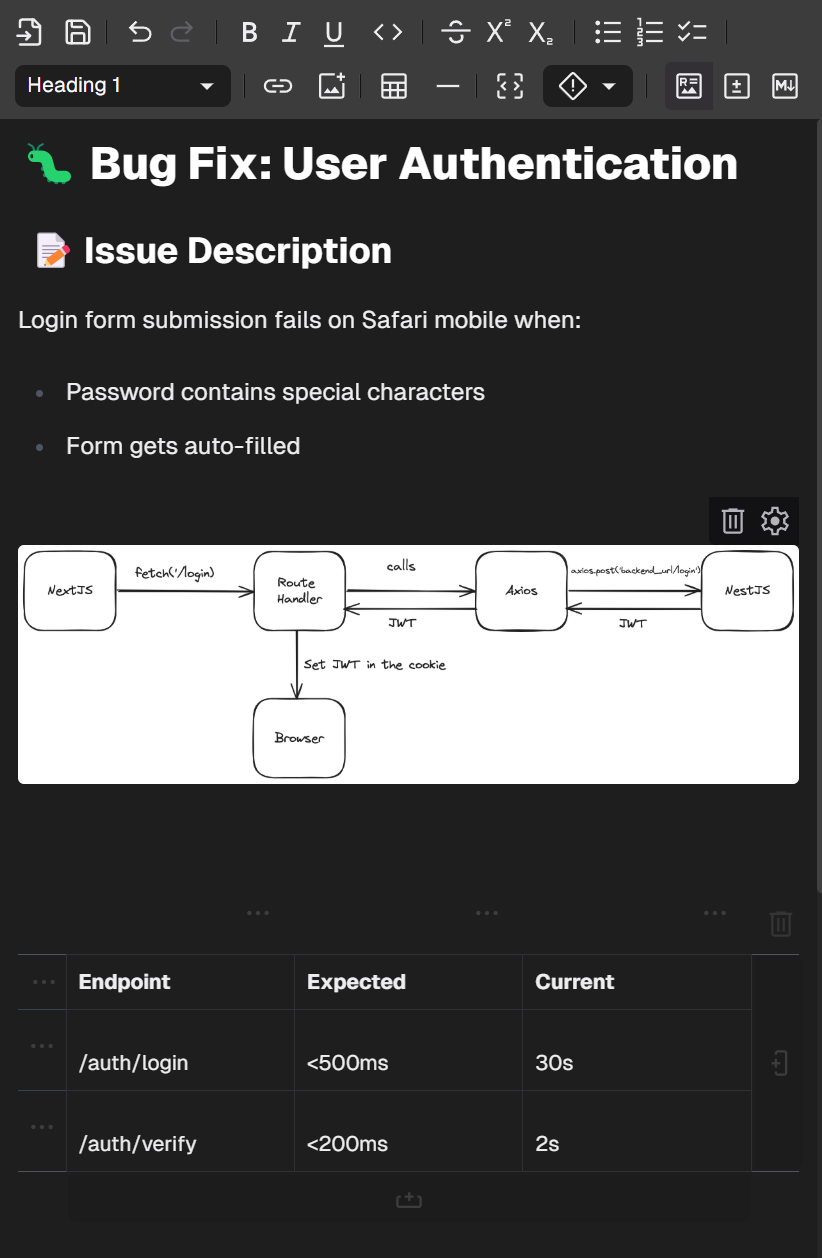 B I U
X² X₂
Heading 1
M
🐛 Bug Fix: User Authentication
📝 Issue Description
Login form submission fails on Safari mobile when:
• Password contains special characters
• Form gets auto-filled
NextJS
fetch('/login)
Route
Handler
calls
JWT
Axios
axios.post('backend_url/login')
JWT
NestJS
Set JWT in the cookie
Browser
Endpoint Expected Current
/auth/login <500ms 30s
/auth/verify <200ms 2s